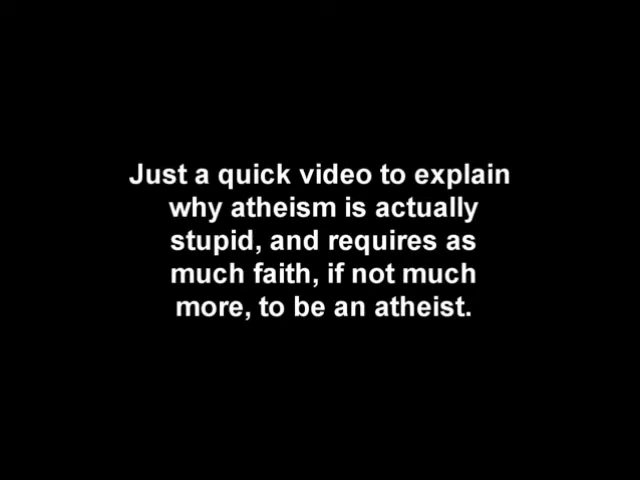 Just a quick video to explain
why atheism is actually
stupid, and requires as
much faith, if not much
more, to be an atheist.